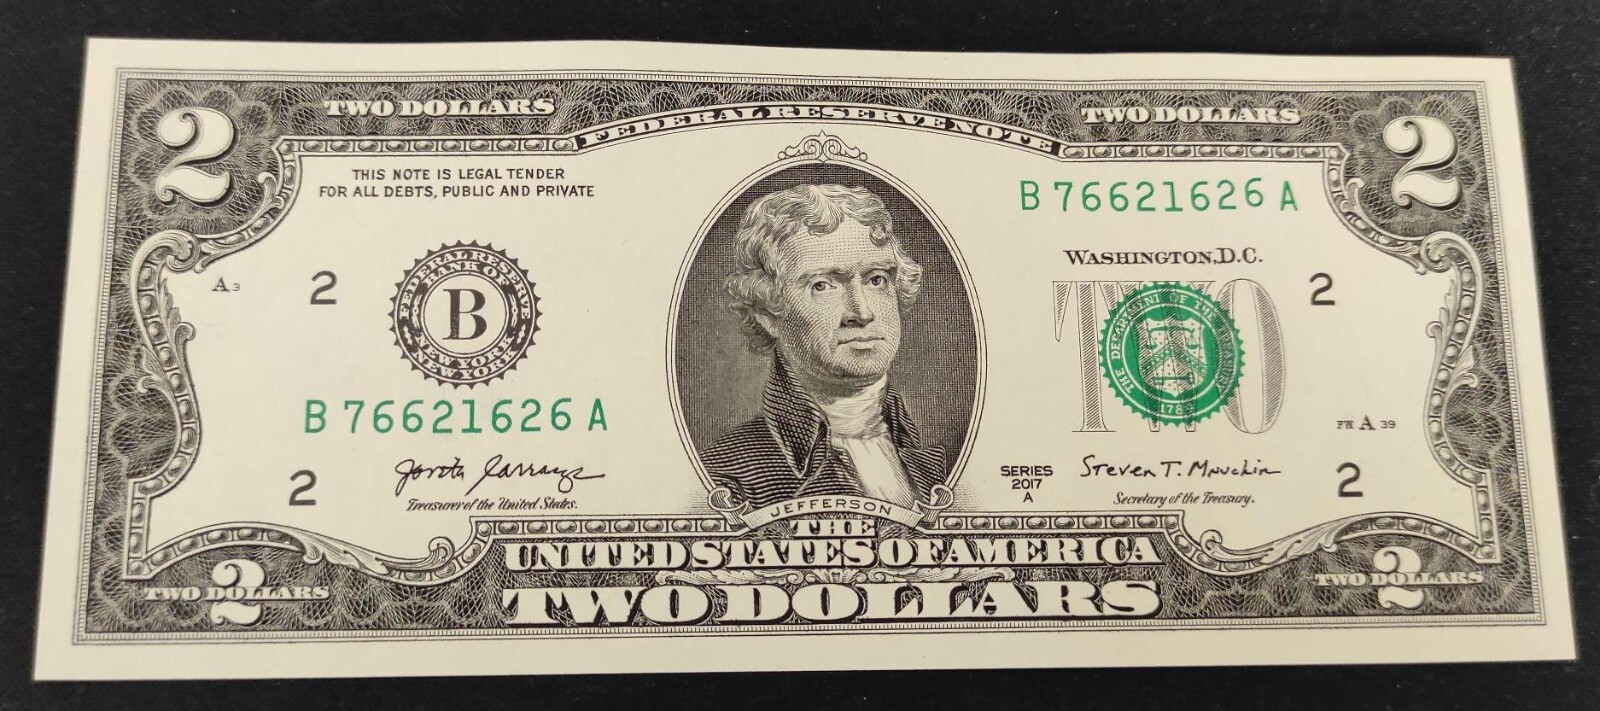 2 TWO DOLLARS FEDERAL RESERVE NOTE TWO DOLLARS 2
THIS NOTE IS LEGAL TENDER
FOR ALL DEBTS, PUBLIC AND PRIVATE
B 76621626 A
WASHINGTON, D.C.
A 3
2
FEDERAL RESERVE
BANK OF
B
NEW YORK
NEW YORK
TWO
THE DEPARTMENT OF THE TREASURY
1789
2
B 76621626 A
FW A 39
2
Treasurer of the United States.
JEFFERSON
SERIES
2017
A
Steven T. Mnuchin
Secretary of the Treasury.
2
THE
UNITED STATES OF AMERICA
TWO 2 DOLLARS
TWO DOLLARS
TWO 2 DOLLARS